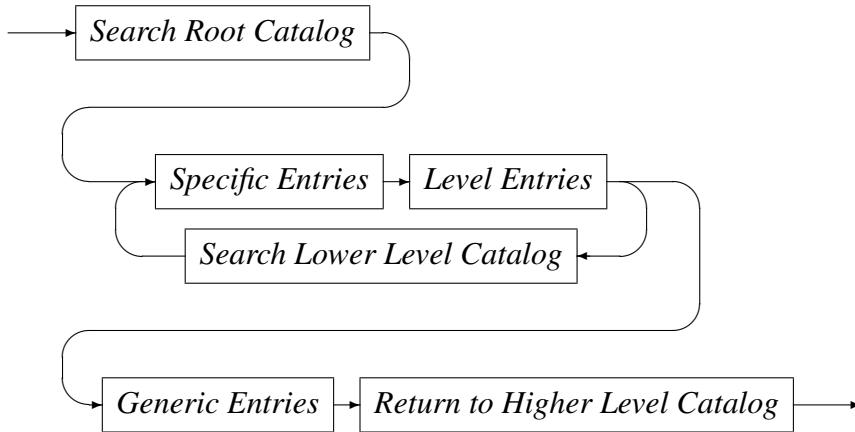 Search Root Catalog
Specific Entries
Level Entries
Search Lower Level Catalog
Generic Entries
Return to Higher Level Catalog